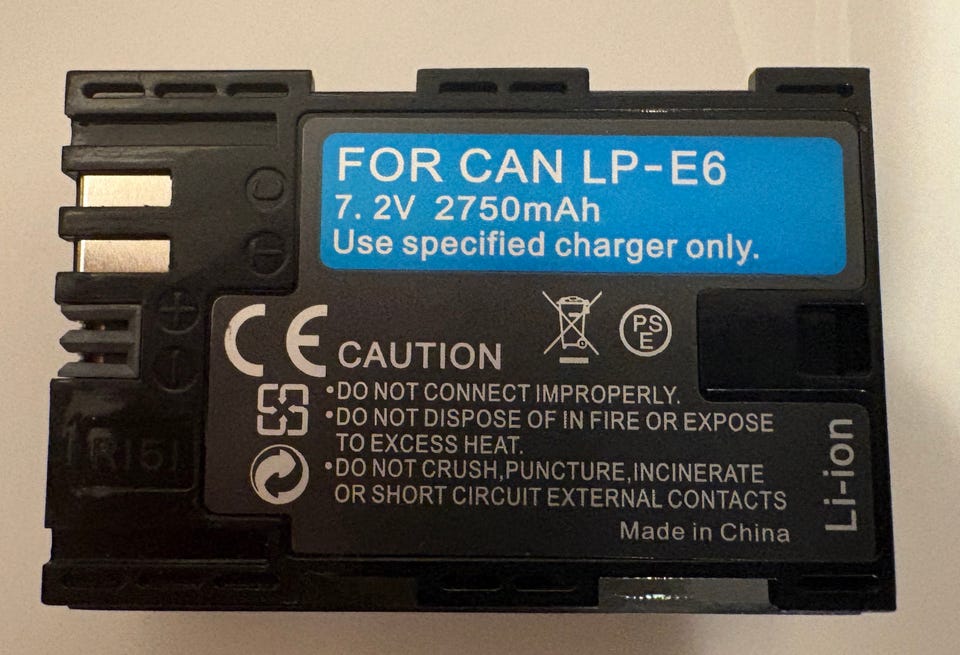 FOR CAN LP-E6
7. 2V 2750mAh
Use specified charger only.
CE
PS
E
CAUTION
•DO NOT CONNECT IMPROPERLY.
•DO NOT DISPOSE OF IN FIRE OR EXPOSE
TO EXCESS HEAT.
•DO NOT CRUSH,PUNCTURE,INCINERATE
OR SHORT CIRCUIT EXTERNAL CONTACTS
Made in China
Li-ion